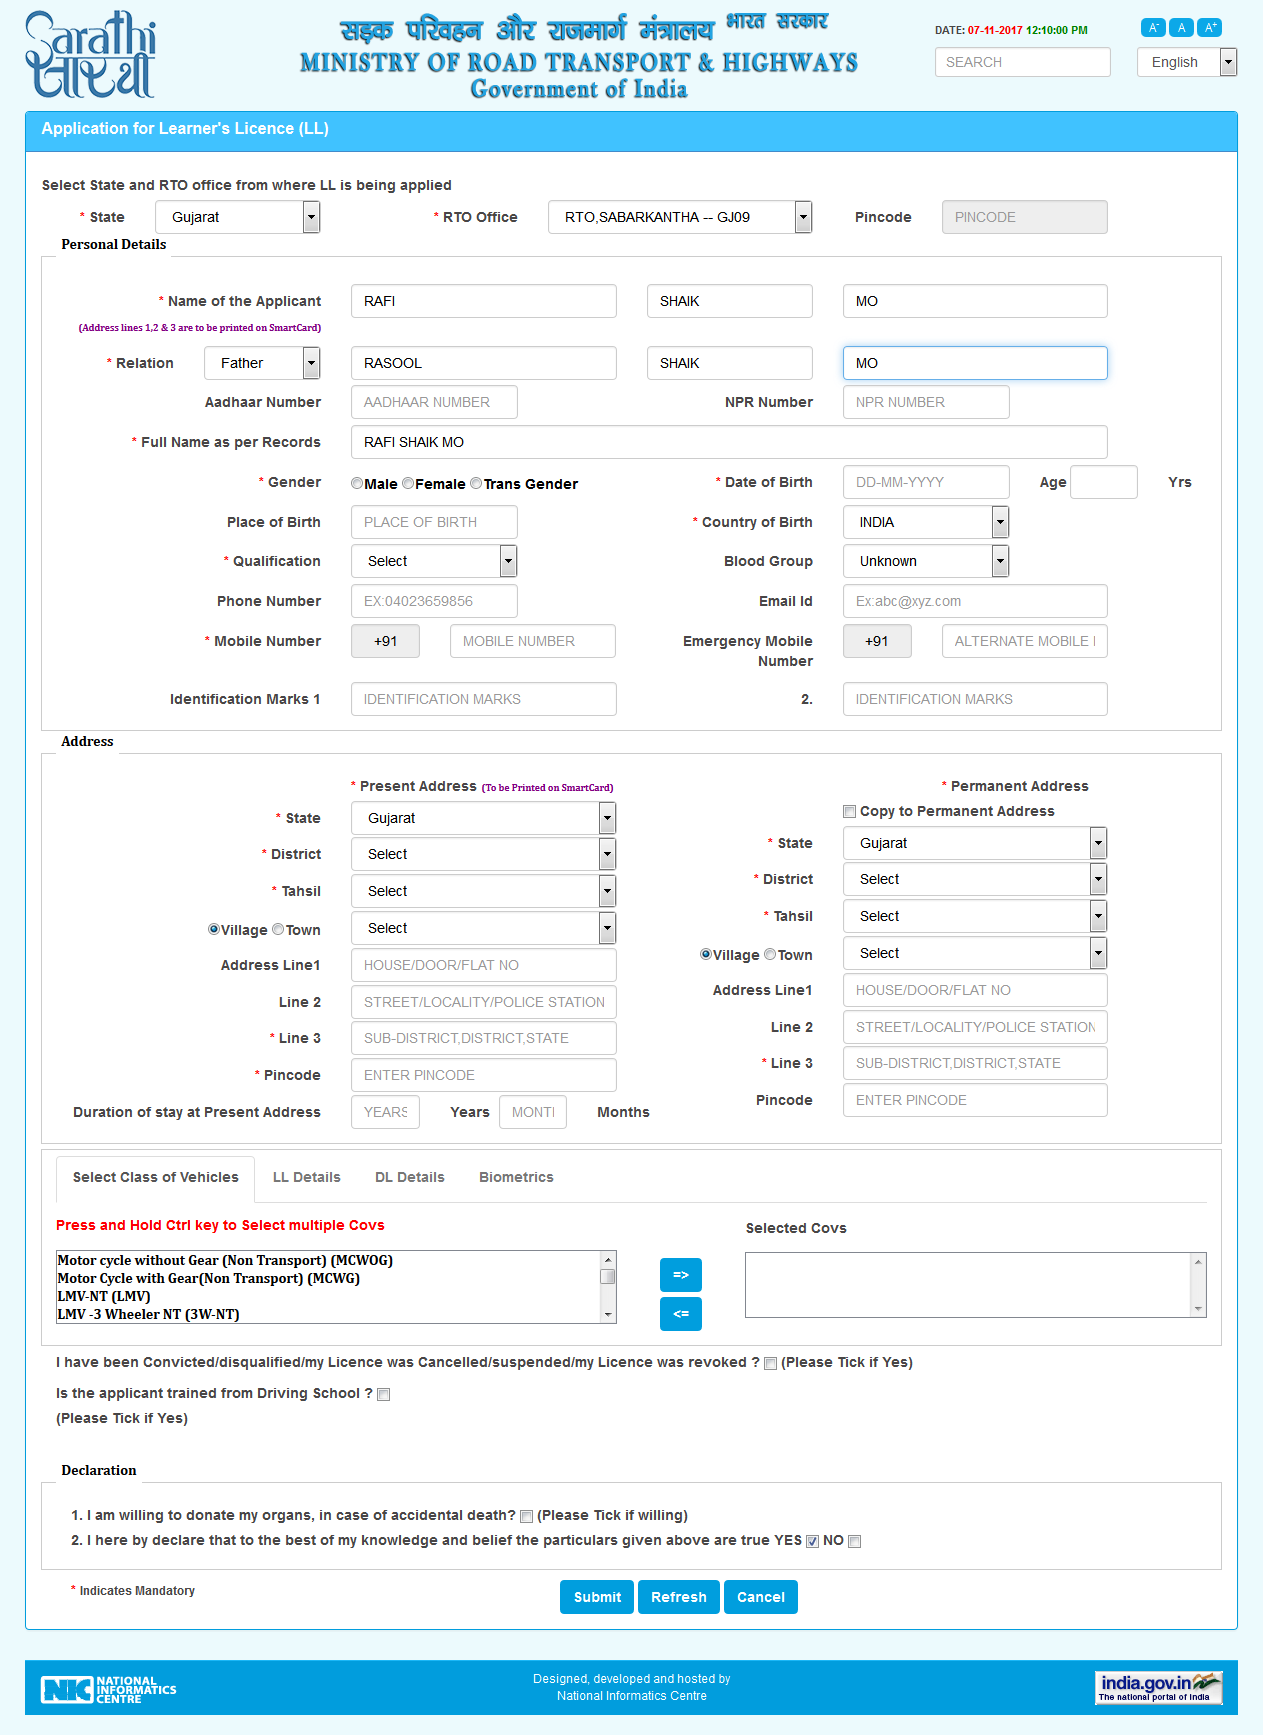 Sarathi
सारथी
सड़क परिवहन और राजमार्ग मंत्रालय भारत सरकार
MINISTRY OF ROAD TRANSPORT & HIGHWAYS
Government of India
DATE: 07-11-2017 12:10:00 PM
A- A A+
SEARCH English
Application for Learner's Licence (LL)
Select State and RTO office from where LL is being applied
* State Gujarat * RTO Office RTO,SABARKANTHA -- GJ09 Pincode PINCODE
Personal Details
* Name of the Applicant RAFI SHAIK MO
(Address lines 1,2 & 3 are to be printed on SmartCard)
* Relation Father RASOOL SHAIK MO
Aadhaar Number AADHAAR NUMBER NPR Number NPR NUMBER
* Full Name as per Records RAFI SHAIK MO
* Gender Male Female Trans Gender * Date of Birth DD-MM-YYYY Age Yrs
Place of Birth PLACE OF BIRTH * Country of Birth INDIA
* Qualification Select Blood Group Unknown
Phone Number EX:04023659856 Email Id Ex:abc@xyz.com
* Mobile Number +91 MOBILE NUMBER Emergency Mobile Number +91 ALTERNATE MOBILE
Identification Marks 1 IDENTIFICATION MARKS 2. IDENTIFICATION MARKS
Address
* Present Address (To be Printed on SmartCard)
* State Gujarat
* District Select
* Tahsil Select
Village Town Select
Address Line1 HOUSE/DOOR/FLAT NO
Line 2 STREET/LOCALITY/POLICE STATION
* Line 3 SUB-DISTRICT,DISTRICT,STATE
* Pincode ENTER PINCODE
Duration of stay at Present Address YEARS Years MONTH Months
* Permanent Address
Copy to Permanent Address
* State Gujarat
* District Select
* Tahsil Select
Village Town Select
Address Line1 HOUSE/DOOR/FLAT NO
Line 2 STREET/LOCALITY/POLICE STATION
* Line 3 SUB-DISTRICT,DISTRICT,STATE
Pincode ENTER PINCODE
Select Class of Vehicles LL Details DL Details Biometrics
Press and Hold Ctrl key to Select multiple Covs
Selected Covs
Motor cycle without Gear (Non Transport) (MCWOG)
Motor Cycle with Gear(Non Transport) (MCWG)
LMV-NT (LMV)
LMV -3 Wheeler NT (3W-NT)
=>
<=
I have been Convicted/disqualified/my Licence was Cancelled/suspended/my Licence was revoked ? (Please Tick if Yes)
Is the applicant trained from Driving School ?
(Please Tick if Yes)
Declaration
1. I am willing to donate my organs, in case of accidental death? (Please Tick if willing)
2. I here by declare that to the best of my knowledge and belief the particulars given above are true YES NO
* Indicates Mandatory
Submit Refresh Cancel
NIC NATIONAL INFORMATICS CENTRE
Designed, developed and hosted by
National Informatics Centre
india.gov.in
The national portal of India